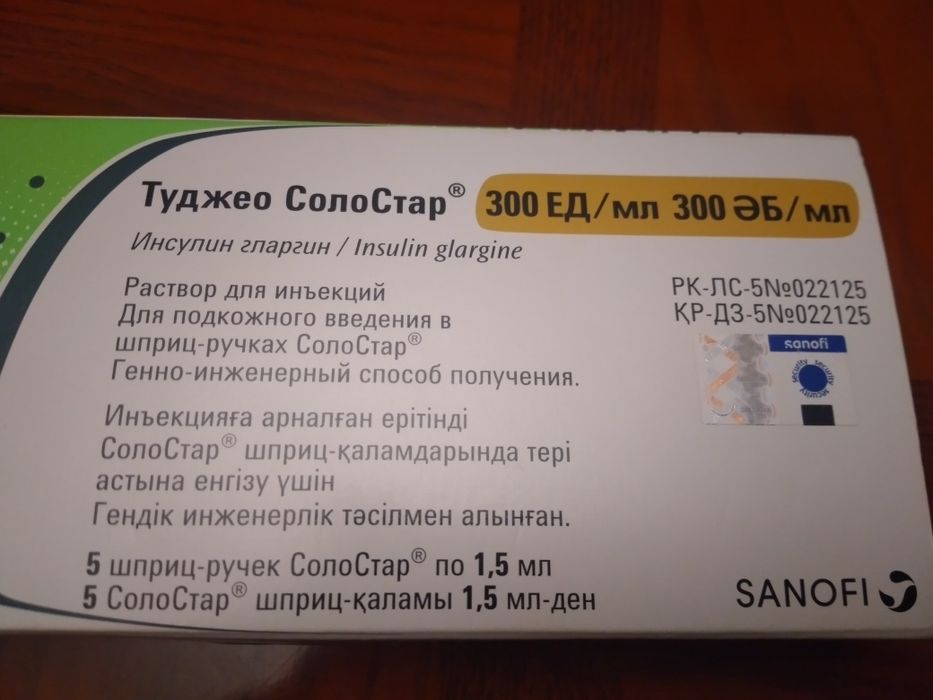 Туджео СолоСтар® 300 ЕД/мл 300 ӘБ/мл
Инсулин гларгин / Insulin glargine
Раствор для инъекций
Для подкожного введения в
шприц-ручках СолоСтар®
Генно-инженерный способ получения.
РК-ЛС-5№022125
ҚР-ДЗ-5№022125
sanofi
security security security
Инъекцияға арналған ерітінді
СолоСтар® шприц-қаламдарында тері
астына енгізу үшін
Гендік инженерлік тәсілмен алынған.
5 шприц-ручек СолоСтар® по 1,5 мл
5 СолоСтар® шприц-қаламы 1,5 мл-ден
SANOFI